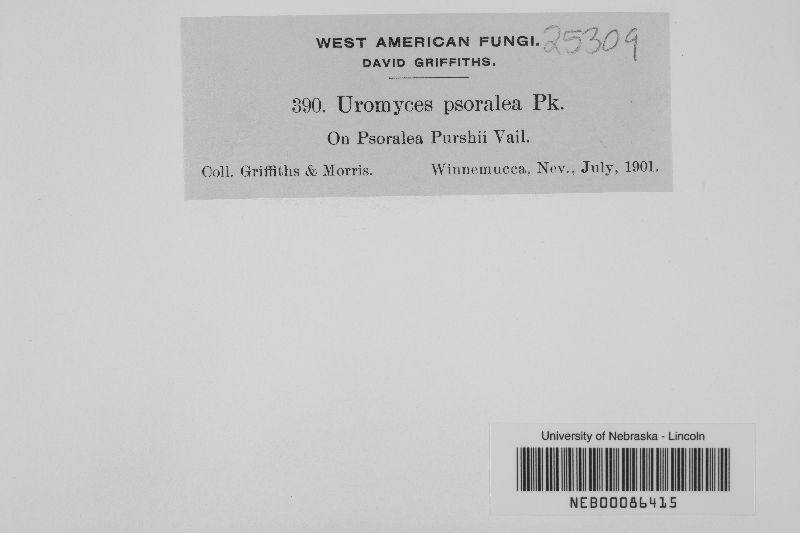 WEST AMERICAN FUNGI. 25309
DAVID GRIFFITHS.
390. Uromyces psoralea Pk.
On Psoralea Purshii Vail.
Coll. Griffiths & Morris. Winnemucca, Nev., July, 1901.
University of Nebraska - Lincoln
NEB00086415